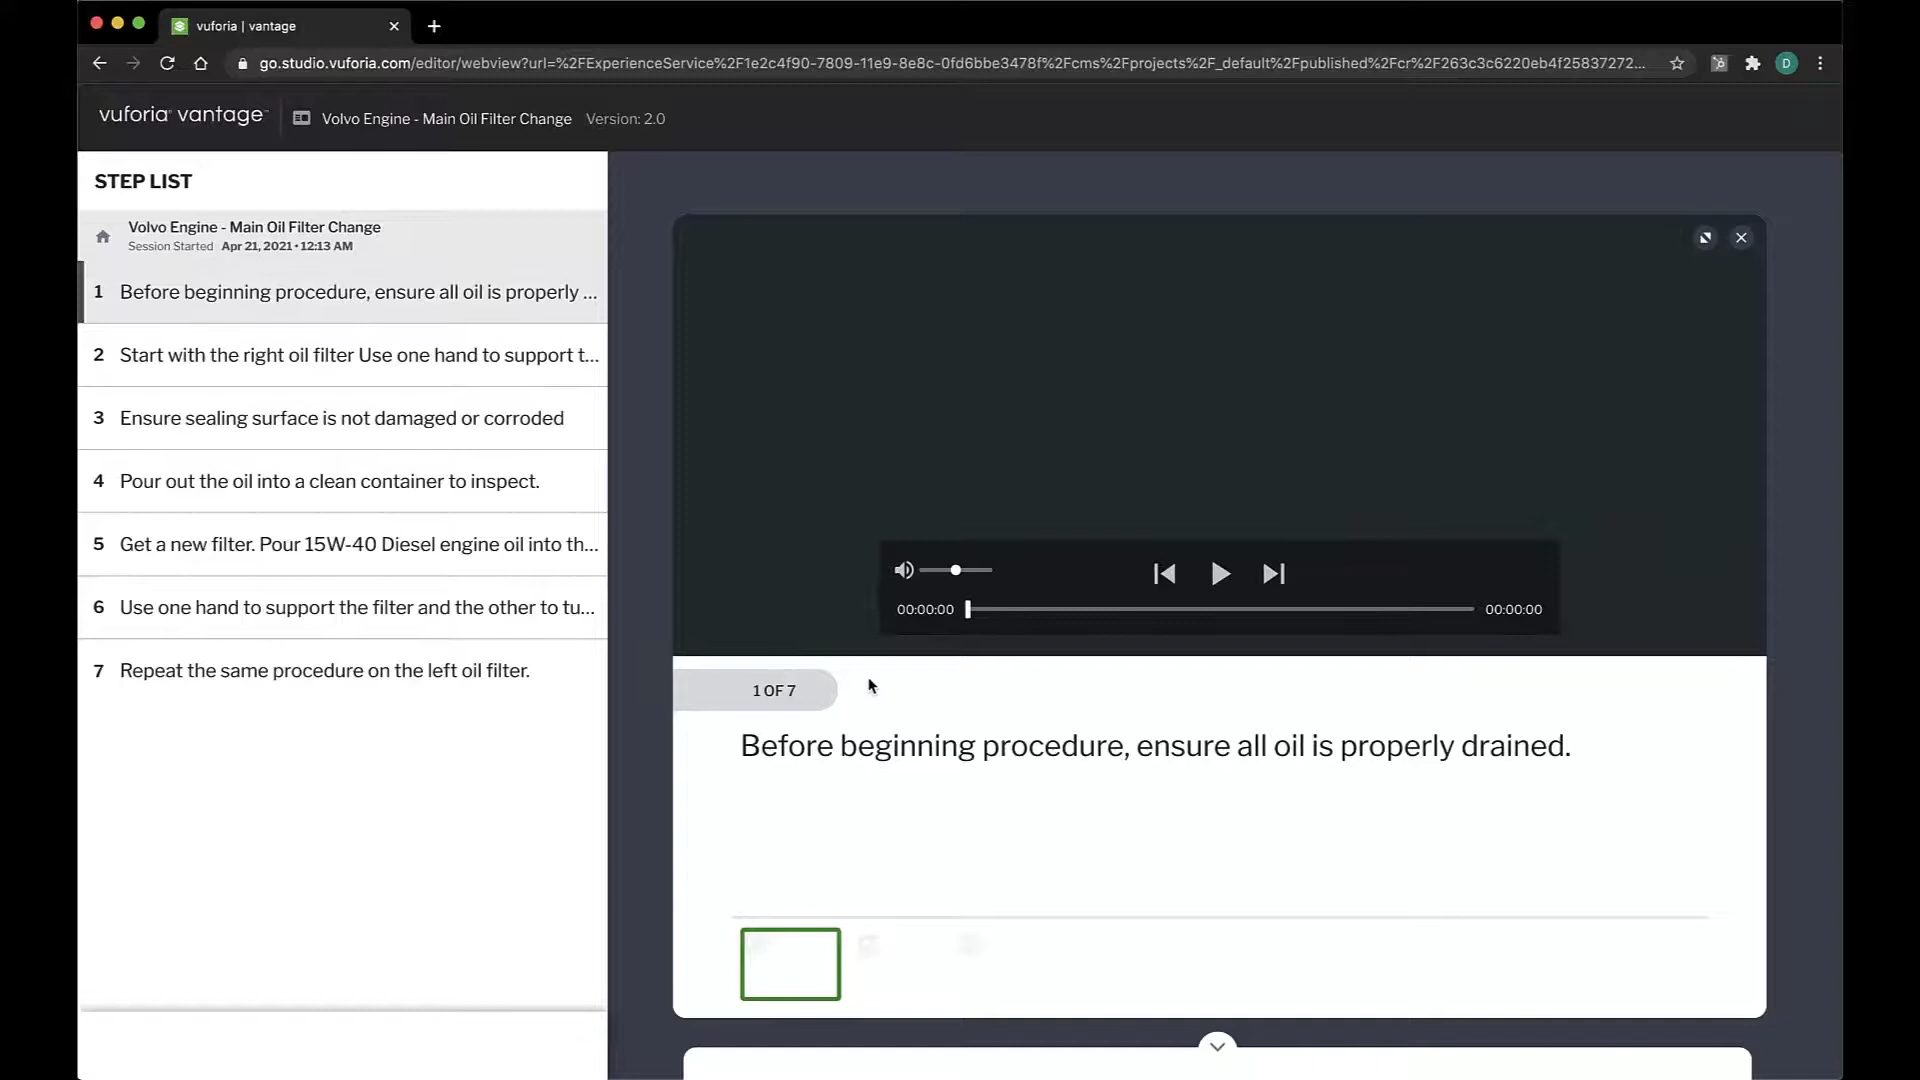 vuforia | vantage
go.studio.vuforia.com/editor/webview?url=%2FExperienceService%2F1e2c4f90-7809-11e9-8e8c-0fd6bbe3478f%2Fcms%2Fprojects%2F_default%2Fpublished%2Fcr%2F263c3c6220eb4f25837272...
D
vuforia® vantage™
Volvo Engine - Main Oil Filter Change Version: 2.0
STEP LIST
Volvo Engine - Main Oil Filter Change
Session Started Apr 21, 2021 • 12:13 AM
1 Before beginning procedure, ensure all oil is properly ...
2 Start with the right oil filter Use one hand to support t...
3 Ensure sealing surface is not damaged or corroded
4 Pour out the oil into a clean container to inspect.
5 Get a new filter. Pour 15W-40 Diesel engine oil into th...
6 Use one hand to support the filter and the other to tu...
7 Repeat the same procedure on the left oil filter.
00:00:00 00:00:00
1 OF 7
Before beginning procedure, ensure all oil is properly drained.